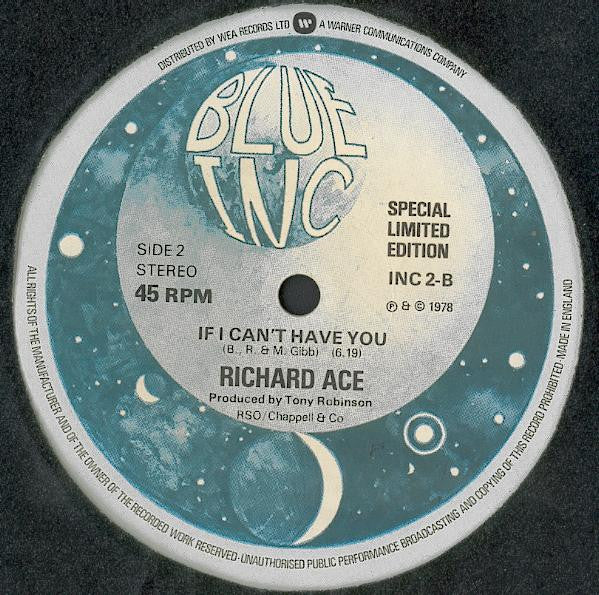 DISTRIBUTED BY WEA RECORDS LTD W A WARNER COMMUNICATIONS COMPANY
BLUE
INC
SPECIAL
LIMITED
EDITION
INC 2-B
Ⓟ & © 1978
SIDE 2
STEREO
45 RPM
IF I CAN'T HAVE YOU
(B., R. & M. Gibb) (6.19)
RICHARD ACE
Produced by Tony Robinson
RSO/Chappell & Co
ALL RIGHTS OF THE MANUFACTURER AND OF THE OWNER OF THE RECORDED WORK RESERVED·UNAUTHORISED PUBLIC PERFORMANCE BROADCASTING AND COPYING OF THIS RECORD PROHIBITED·MADE IN ENGLAND